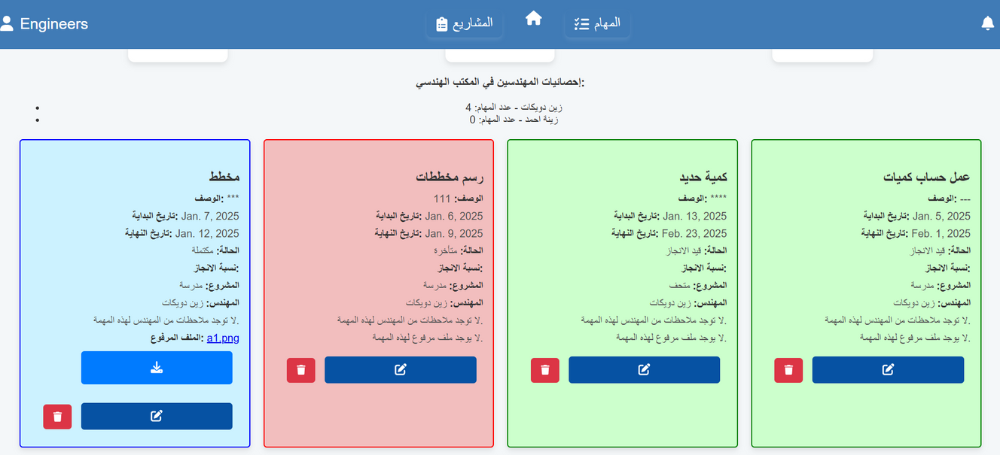 Engineers
المشاريع
المهام
إحصائيات المهندسين في المكتب الهندسي:
زين دويكات - عدد المهام: 4
زينة احمد - عدد المهام: 0
عمل حساب كميات
الوصف: ---
تاريخ البداية: Jan. 5, 2025
تاريخ النهاية: Feb. 1, 2025
الحالة: قيد الانجاز
نسبة الانجاز:
المشروع: مدرسة
المهندس: زين دويكات
لا توجد ملاحظات من المهندس لهذه المهمة.
لا يوجد ملف مرفوع لهذه المهمة.
كمية حديد
الوصف: ****
تاريخ البداية: Jan. 13, 2025
تاريخ النهاية: Feb. 23, 2025
الحالة: قيد الانجاز
نسبة الانجاز:
المشروع: متحف
المهندس: زين دويكات
لا توجد ملاحظات من المهندس لهذه المهمة.
لا يوجد ملف مرفوع لهذه المهمة.
رسم مخططات
الوصف: 111
تاريخ البداية: Jan. 6, 2025
تاريخ النهاية: Jan. 9, 2025
الحالة: متأخرة
نسبة الانجاز:
المشروع: مدرسة
المهندس: زين دويكات
لا توجد ملاحظات من المهندس لهذه المهمة.
لا يوجد ملف مرفوع لهذه المهمة.
مخطط
الوصف: ***
تاريخ البداية: Jan. 7, 2025
تاريخ النهاية: Jan. 12, 2025
الحالة: مكتملة
نسبة الانجاز:
المشروع: مدرسة
المهندس: زين دويكات
لا توجد ملاحظات من المهندس لهذه المهمة.
الملف المرفوع: a1.png